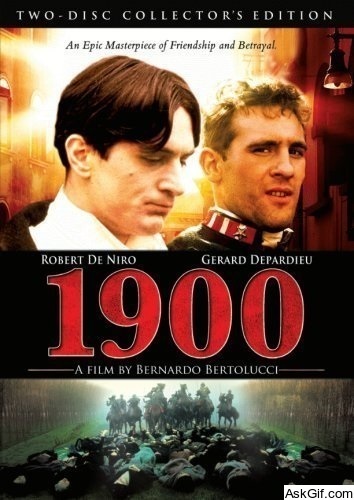 TWO-DISC COLLECTOR'S EDITION
An Epic Masterpiece of Friendship and Betrayal.
ROBERT DE NIRO GERARD DEPARDIEU
1900
A FILM BY BERNARDO BERTOLUCCI
AskGif.com